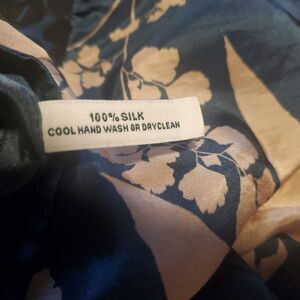 100% SILK
COOL HAND WASH OR DRYCLEAN